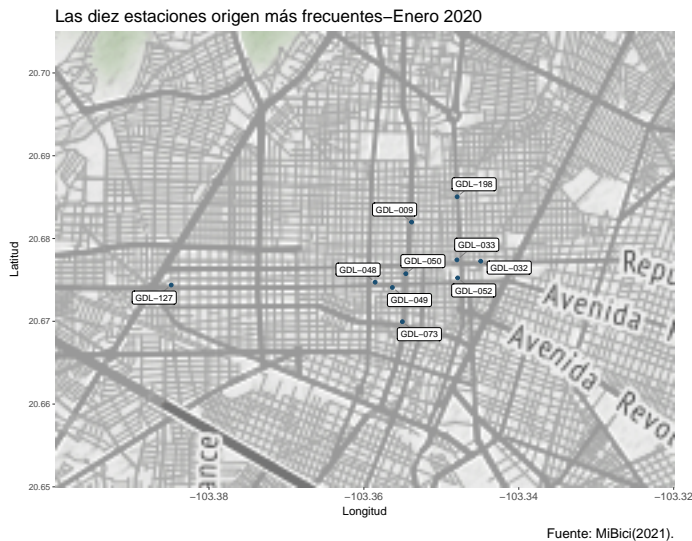 Las diez estaciones origen más frecuentes−Enero 2020
20.70
20.69
20.68
20.67
20.66
20.65
Latitud
GDL−198
GDL−009
GDL−033
GDL−050
GDL−032
GDL−048
GDL−052
GDL−127
GDL−049
GDL−073
Repu
Avenida
Avenida
Revo
ance
−103.38
−103.36
−103.34
−103.32
Longitud
Fuente: MiBici(2021).